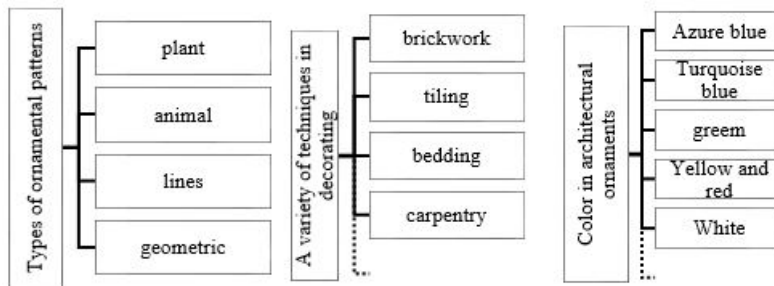 Types of ornamental patterns
plant
animal
lines
geometric
A variety of techniques in
decorating
brickwork
tiling
bedding
carpentry
Color in architectural
ornaments
Azure blue
Turquoise
blue
greem
Yellow and
red
White